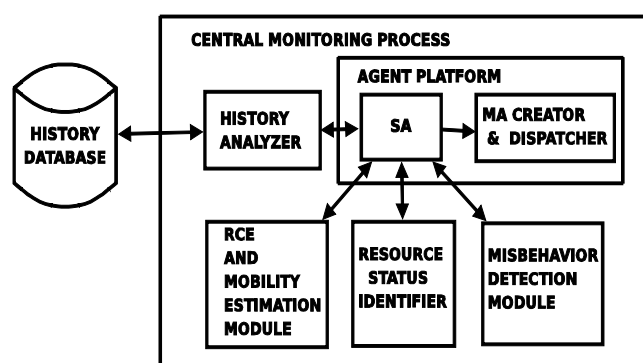 CENTRAL MONITORING PROCESS
AGENT PLATFORM
HISTORY
DATABASE
HISTORY
ANALYZER
SA
MA CREATOR
& DISPATCHER
RCE
AND
MOBILITY
ESTIMATION
MODULE
RESOURCE
STATUS
IDENTIFIER
MISBEHAVIOR
DETECTION
MODULE